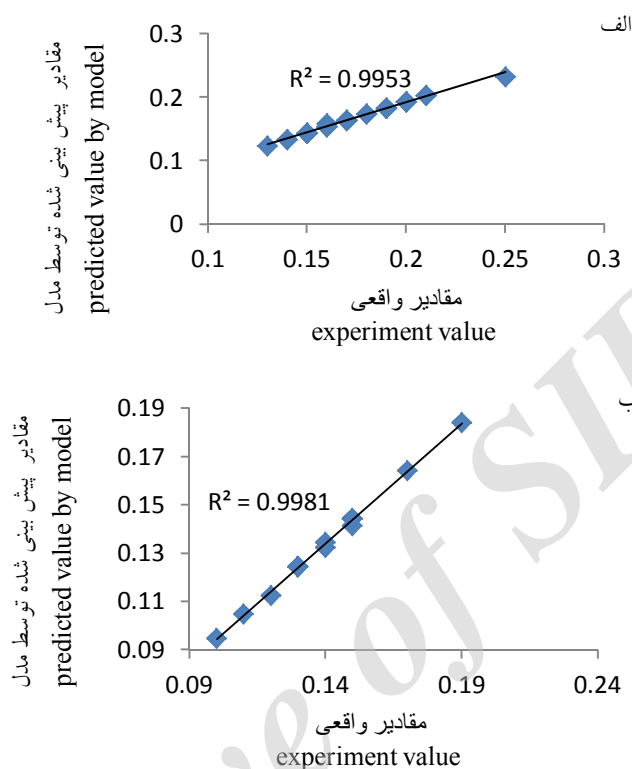 الف
مقادیر پیش بینی شده توسط مدل
predicted value by model
0.3
0.2
0.1
0
R² = 0.9953
0.1 0.15 0.2 0.25 0.3
مقادیر واقعی
experiment value
ب
مقادیر پیش بینی شده توسط مدل
predicted value by model
0.19
0.17
0.15
0.13
0.11
0.09
R² = 0.9981
0.09 0.14 0.19 0.24
مقادیر واقعی
experiment value
of